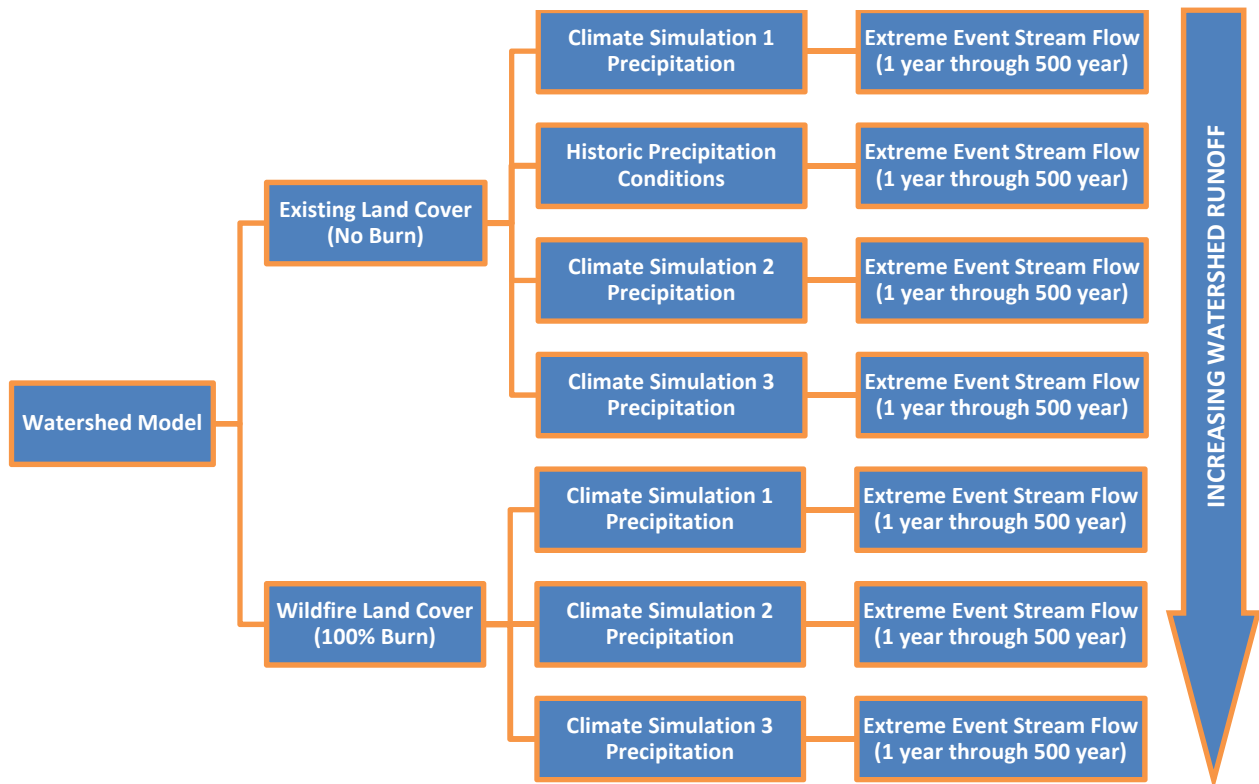 Watershed Model
Existing Land Cover
(No Burn)
Climate Simulation 1
Precipitation
Extreme Event Stream Flow
(1 year through 500 year)
Historic Precipitation
Conditions
Extreme Event Stream Flow
(1 year through 500 year)
Climate Simulation 2
Precipitation
Extreme Event Stream Flow
(1 year through 500 year)
Climate Simulation 3
Precipitation
Extreme Event Stream Flow
(1 year through 500 year)
Wildfire Land Cover
(100% Burn)
Climate Simulation 1
Precipitation
Extreme Event Stream Flow
(1 year through 500 year)
Climate Simulation 2
Precipitation
Extreme Event Stream Flow
(1 year through 500 year)
Climate Simulation 3
Precipitation
Extreme Event Stream Flow
(1 year through 500 year)
INCREASING WATERSHED RUNOFF